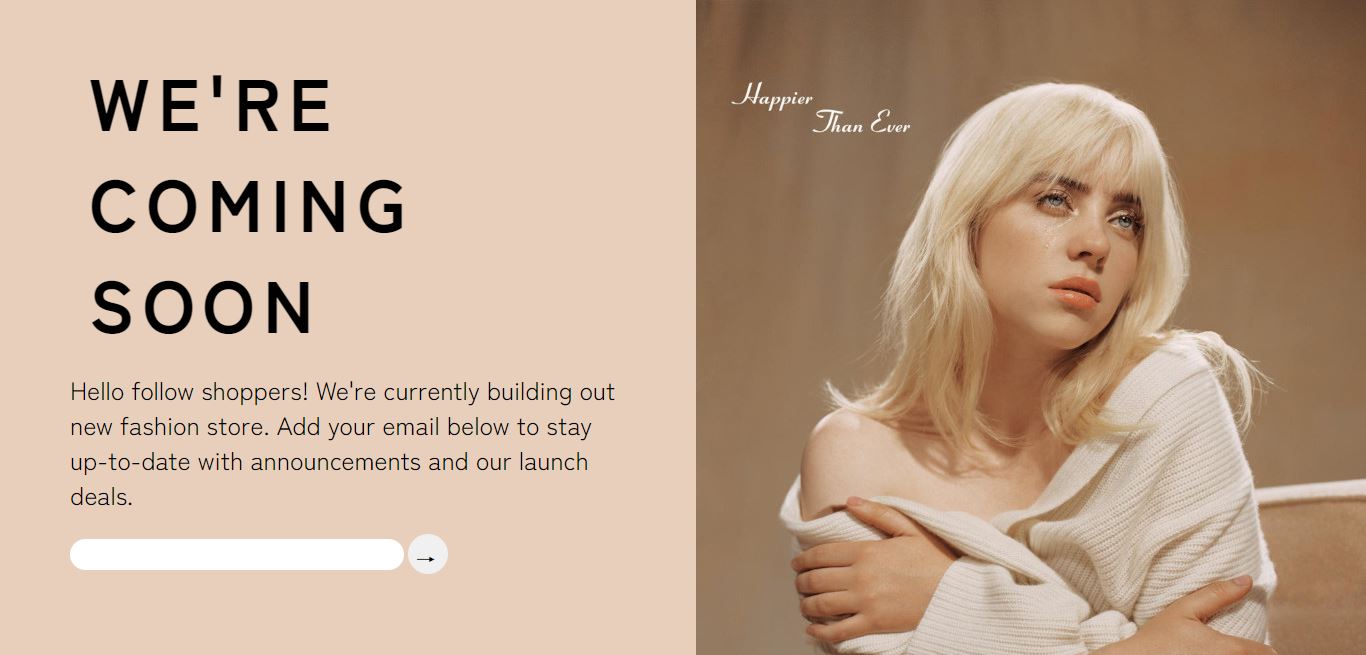 WE'RE
COMING
SOON
Hello follow shoppers! We're currently building out
new fashion store. Add your email below to stay
up-to-date with announcements and our launch
deals.
→
Happier
Than Ever